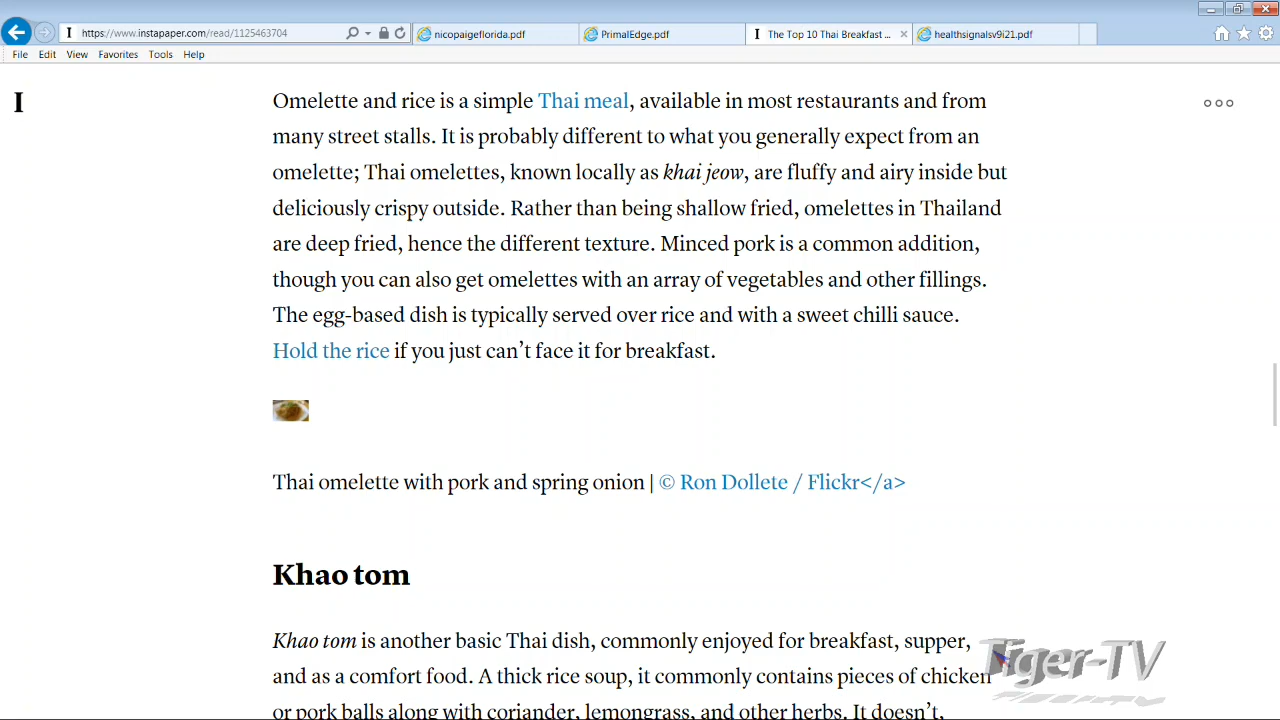 https://www.instapaper.com/read/1125463704
nicopaigeflorida.pdf
PrimalEdge.pdf
I The Top 10 Thai Breakfast ...
healthsignalsv9i21.pdf
File Edit View Favorites Tools Help
I
Omelette and rice is a simple Thai meal, available in most restaurants and from
many street stalls. It is probably different to what you generally expect from an
omelette; Thai omelettes, known locally as khai jeow, are fluffy and airy inside but
deliciously crispy outside. Rather than being shallow fried, omelettes in Thailand
are deep fried, hence the different texture. Minced pork is a common addition,
though you can also get omelettes with an array of vegetables and other fillings.
The egg-based dish is typically served over rice and with a sweet chilli sauce.
Hold the rice if you just can’t face it for breakfast.
Thai omelette with pork and spring onion | © Ron Dollete / Flickr</a>
Khao tom
Khao tom is another basic Thai dish, commonly enjoyed for breakfast, supper,
and as a comfort food. A thick rice soup, it commonly contains pieces of chicken
or pork balls along with coriander, lemongrass, and other herbs. It doesn’t,
Tiger-TV